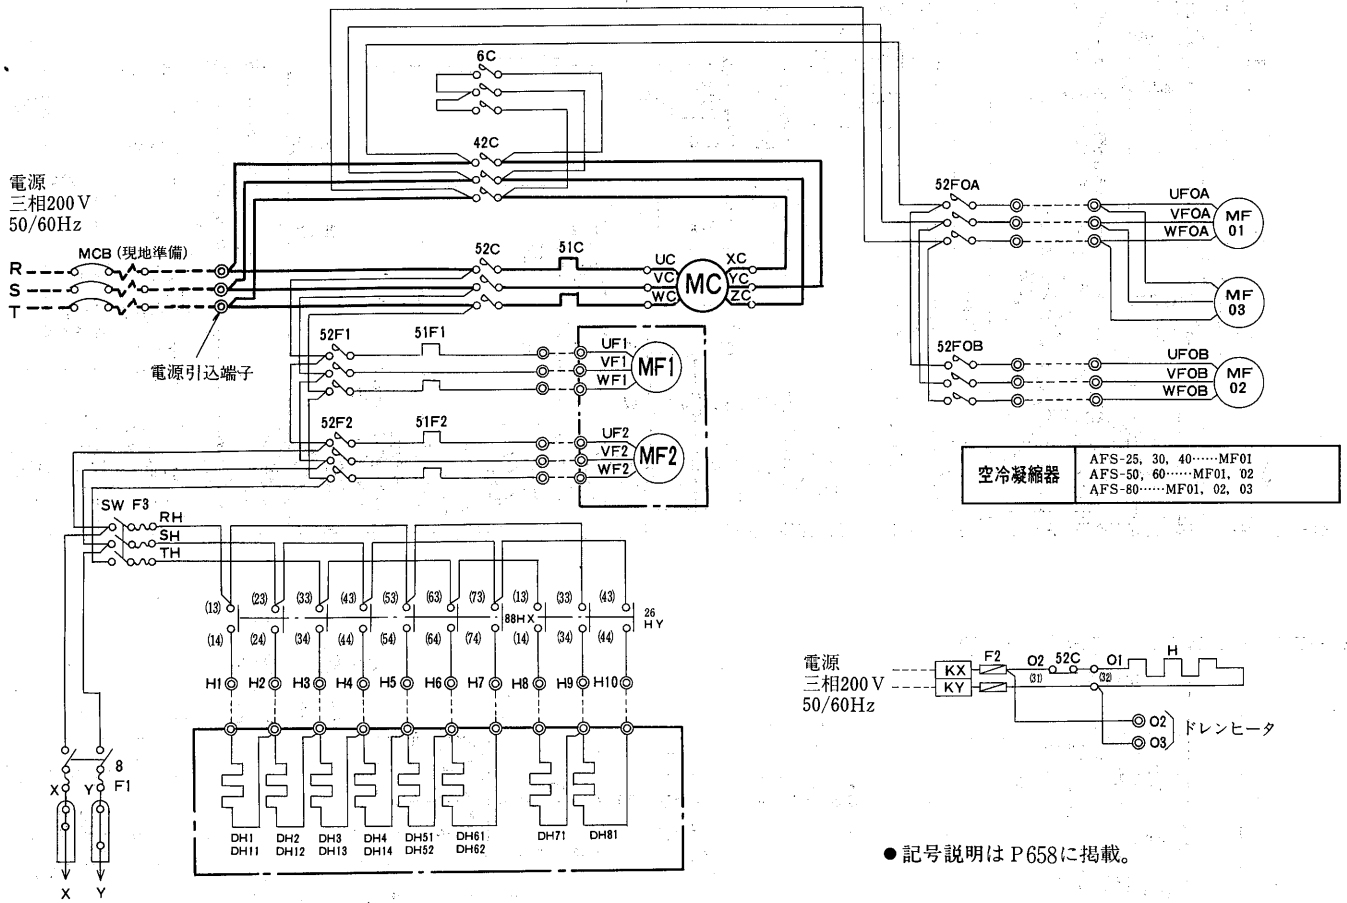 6C
42C
電源
三相200V
50/60Hz
MCB (現地準備)
R
S
T
電源引込端子
52C
51C
UC
VC
WC
MC
XC
YC
ZC
52F1
51F1
UF1
VF1
WF1
MF1
52F2
51F2
UF2
VF2
WF2
MF2
52FOA
UFOA
VFOA
WFOA
MF
01
MF
03
52FOB
UFOB
VFOB
WFOB
MF
02
空冷凝縮器
AFS-25, 30, 40……MF01
AFS-50, 60……MF01, 02
AFS-80……MF01, 02, 03
SW F3
RH
SH
TH
(13) (23) (33) (43) (53) (63) (73) (13) (33) (43)
88HX
26
HY
(14) (24) (34) (44) (54) (64) (74) (14) (34) (44)
H1 H2 H3 H4 H5 H6 H7 H8 H9 H10
DH1 DH2 DH3 DH4 DH51 DH61 DH71 DH81
DH11 DH12 DH13 DH14 DH52 DH62
8
F1
X Y
X Y
電源
三相200V
50/60Hz
KX
KY
F2
O2
(31)
52C
O1
(32)
H
O2
O3
ドレンヒータ
●記号説明はP658に掲載。